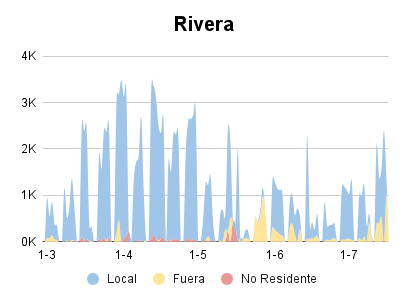 Rivera
4K
3K
2K
1K
0K
1-3 1-4 1-5 1-6 1-7
Local Fuera No Residente